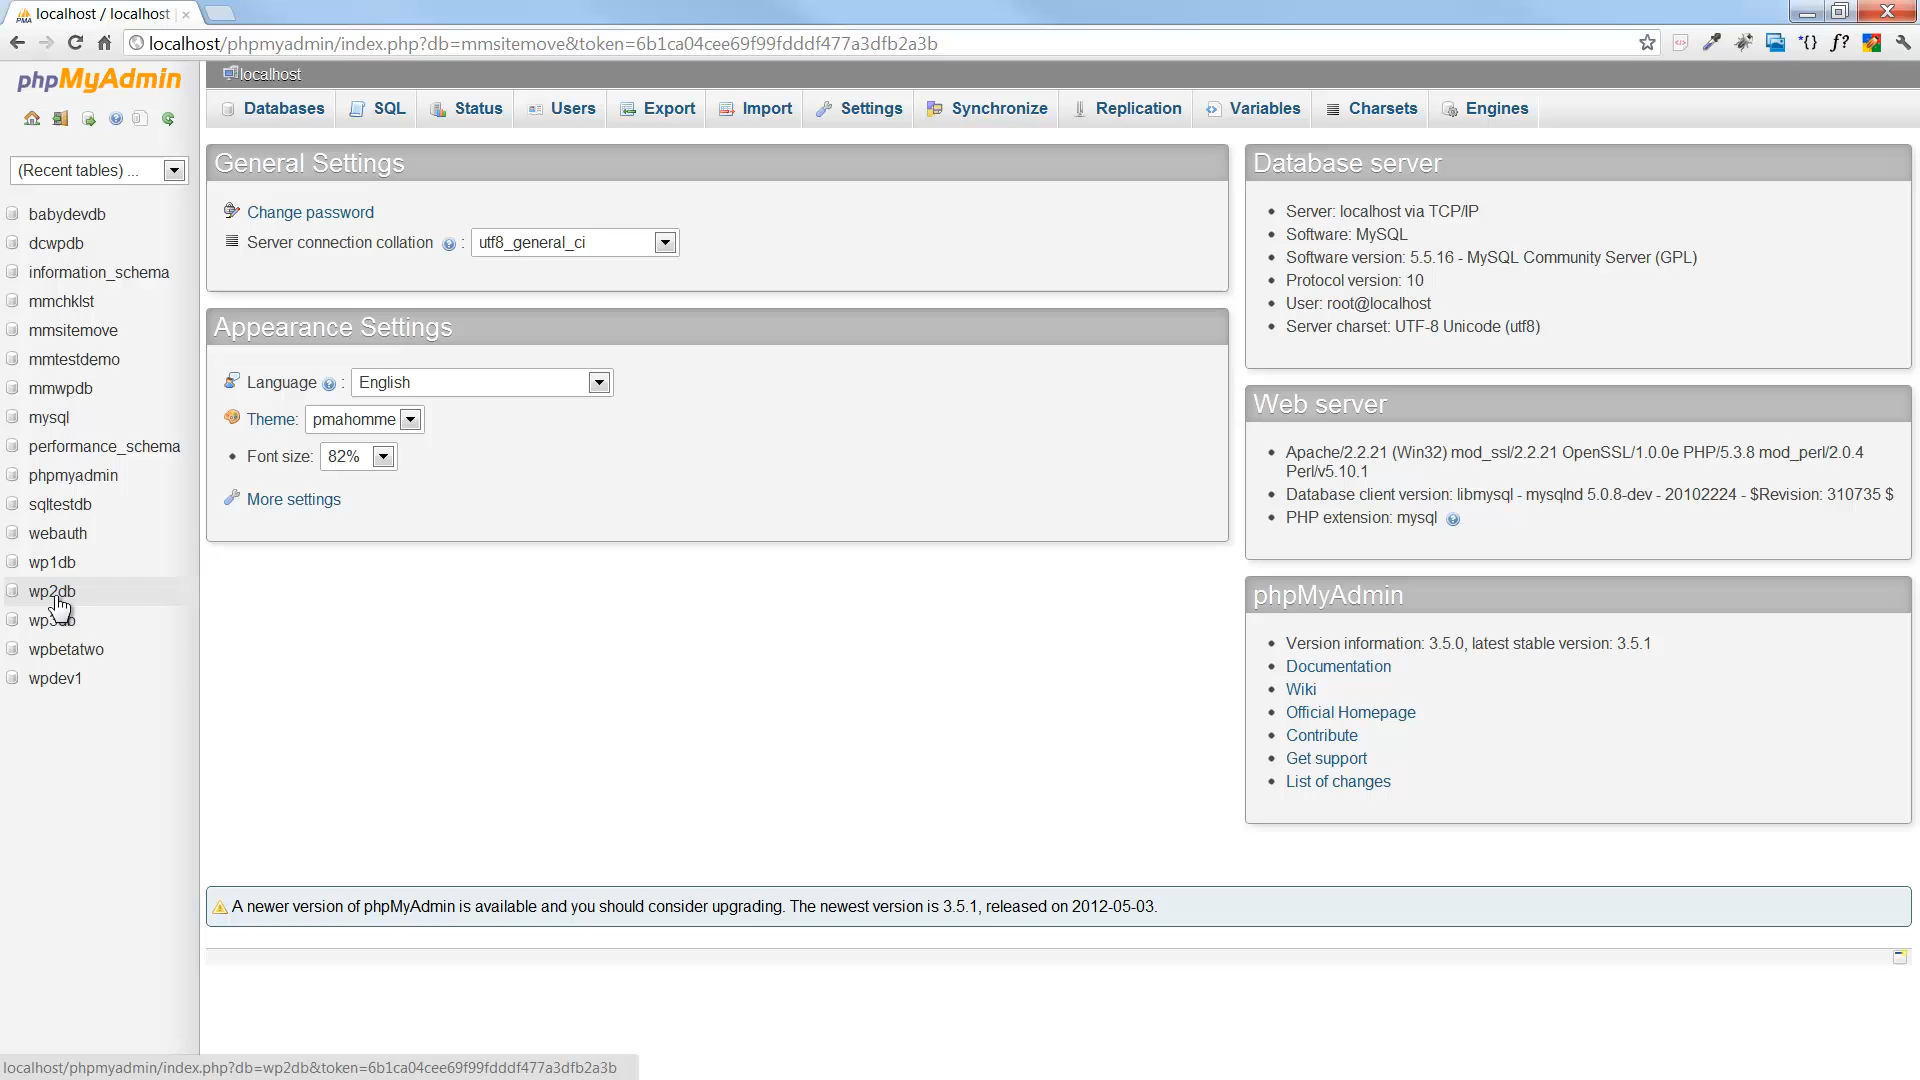 localhost / localhost
localhost/phpmyadmin/index.php?db=mmsitemove&token=6b1ca04cee69f99fdddf477a3dfb2a3b
phpMyAdmin
localhost
Databases
SQL
Status
Users
Export
Import
Settings
Synchronize
Replication
Variables
Charsets
Engines
(Recent tables) ...
babydevdb
dcwpdb
information_schema
mmchklst
mmsitemove
mmtestdemo
mmwpdb
mysql
performance_schema
phpmyadmin
sqltestdb
webauth
wp1db
wp2db
wp3db
wpbetatwo
wpdev1
General Settings
Change password
Server connection collation : utf8_general_ci
Appearance Settings
Language : English
Theme: pmahomme
Font size: 82%
More settings
Database server
Server: localhost via TCP/IP
Software: MySQL
Software version: 5.5.16 - MySQL Community Server (GPL)
Protocol version: 10
User: root@localhost
Server charset: UTF-8 Unicode (utf8)
Web server
Apache/2.2.21 (Win32) mod_ssl/2.2.21 OpenSSL/1.0.0e PHP/5.3.8 mod_perl/2.0.4
Perl/v5.10.1
Database client version: libmysql - mysqlnd 5.0.8-dev - 20102224 - $Revision: 310735 $
PHP extension: mysql
phpMyAdmin
Version information: 3.5.0, latest stable version: 3.5.1
Documentation
Wiki
Official Homepage
Contribute
Get support
List of changes
A newer version of phpMyAdmin is available and you should consider upgrading. The newest version is 3.5.1, released on 2012-05-03.
localhost/phpmyadmin/index.php?db=wp2db&token=6b1ca04cee69f99fdddf477a3dfb2a3b